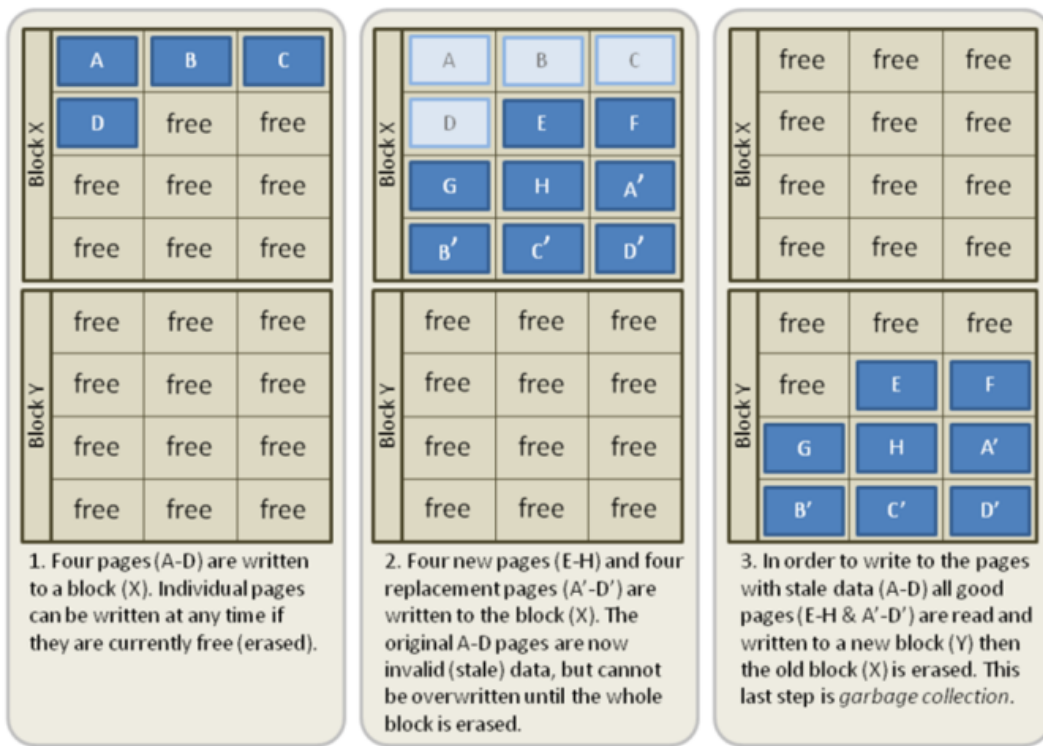 Block X
A B C
D free free
free free free
free free free
Block Y
free free free
free free free
free free free
free free free
1. Four pages (A-D) are written
to a block (X). Individual pages
can be written at any time if
they are currently free (erased).
Block X
A B C
D E F
G H A′
B′ C′ D′
Block Y
free free free
free free free
free free free
free free free
2. Four new pages (E-H) and four
replacement pages (A′-D′) are
written to the block (X). The
original A-D pages are now
invalid (stale) data, but cannot
be overwritten until the whole
block is erased.
Block X
free free free
free free free
free free free
free free free
Block Y
free free free
free E F
G H A′
B′ C′ D′
3. In order to write to the pages
with stale data (A-D) all good
pages (E-H & A′-D′) are read and
written to a new block (Y) then
the old block (X) is erased. This
last step is garbage collection.